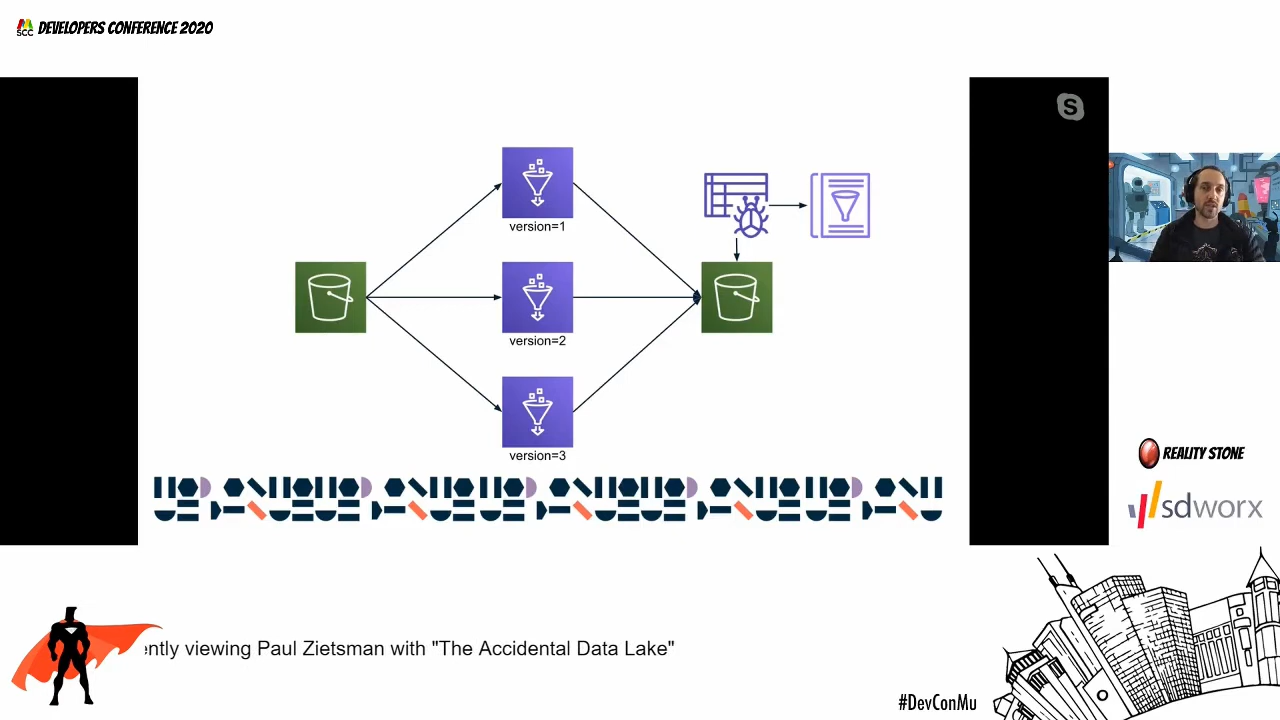 SCC DEVELOPERS CONFERENCE 2020
S
version=1
version=2
version=3
REALITY STONE
sdworx
ently viewing Paul Zietsman with "The Accidental Data Lake"
#DevConMu